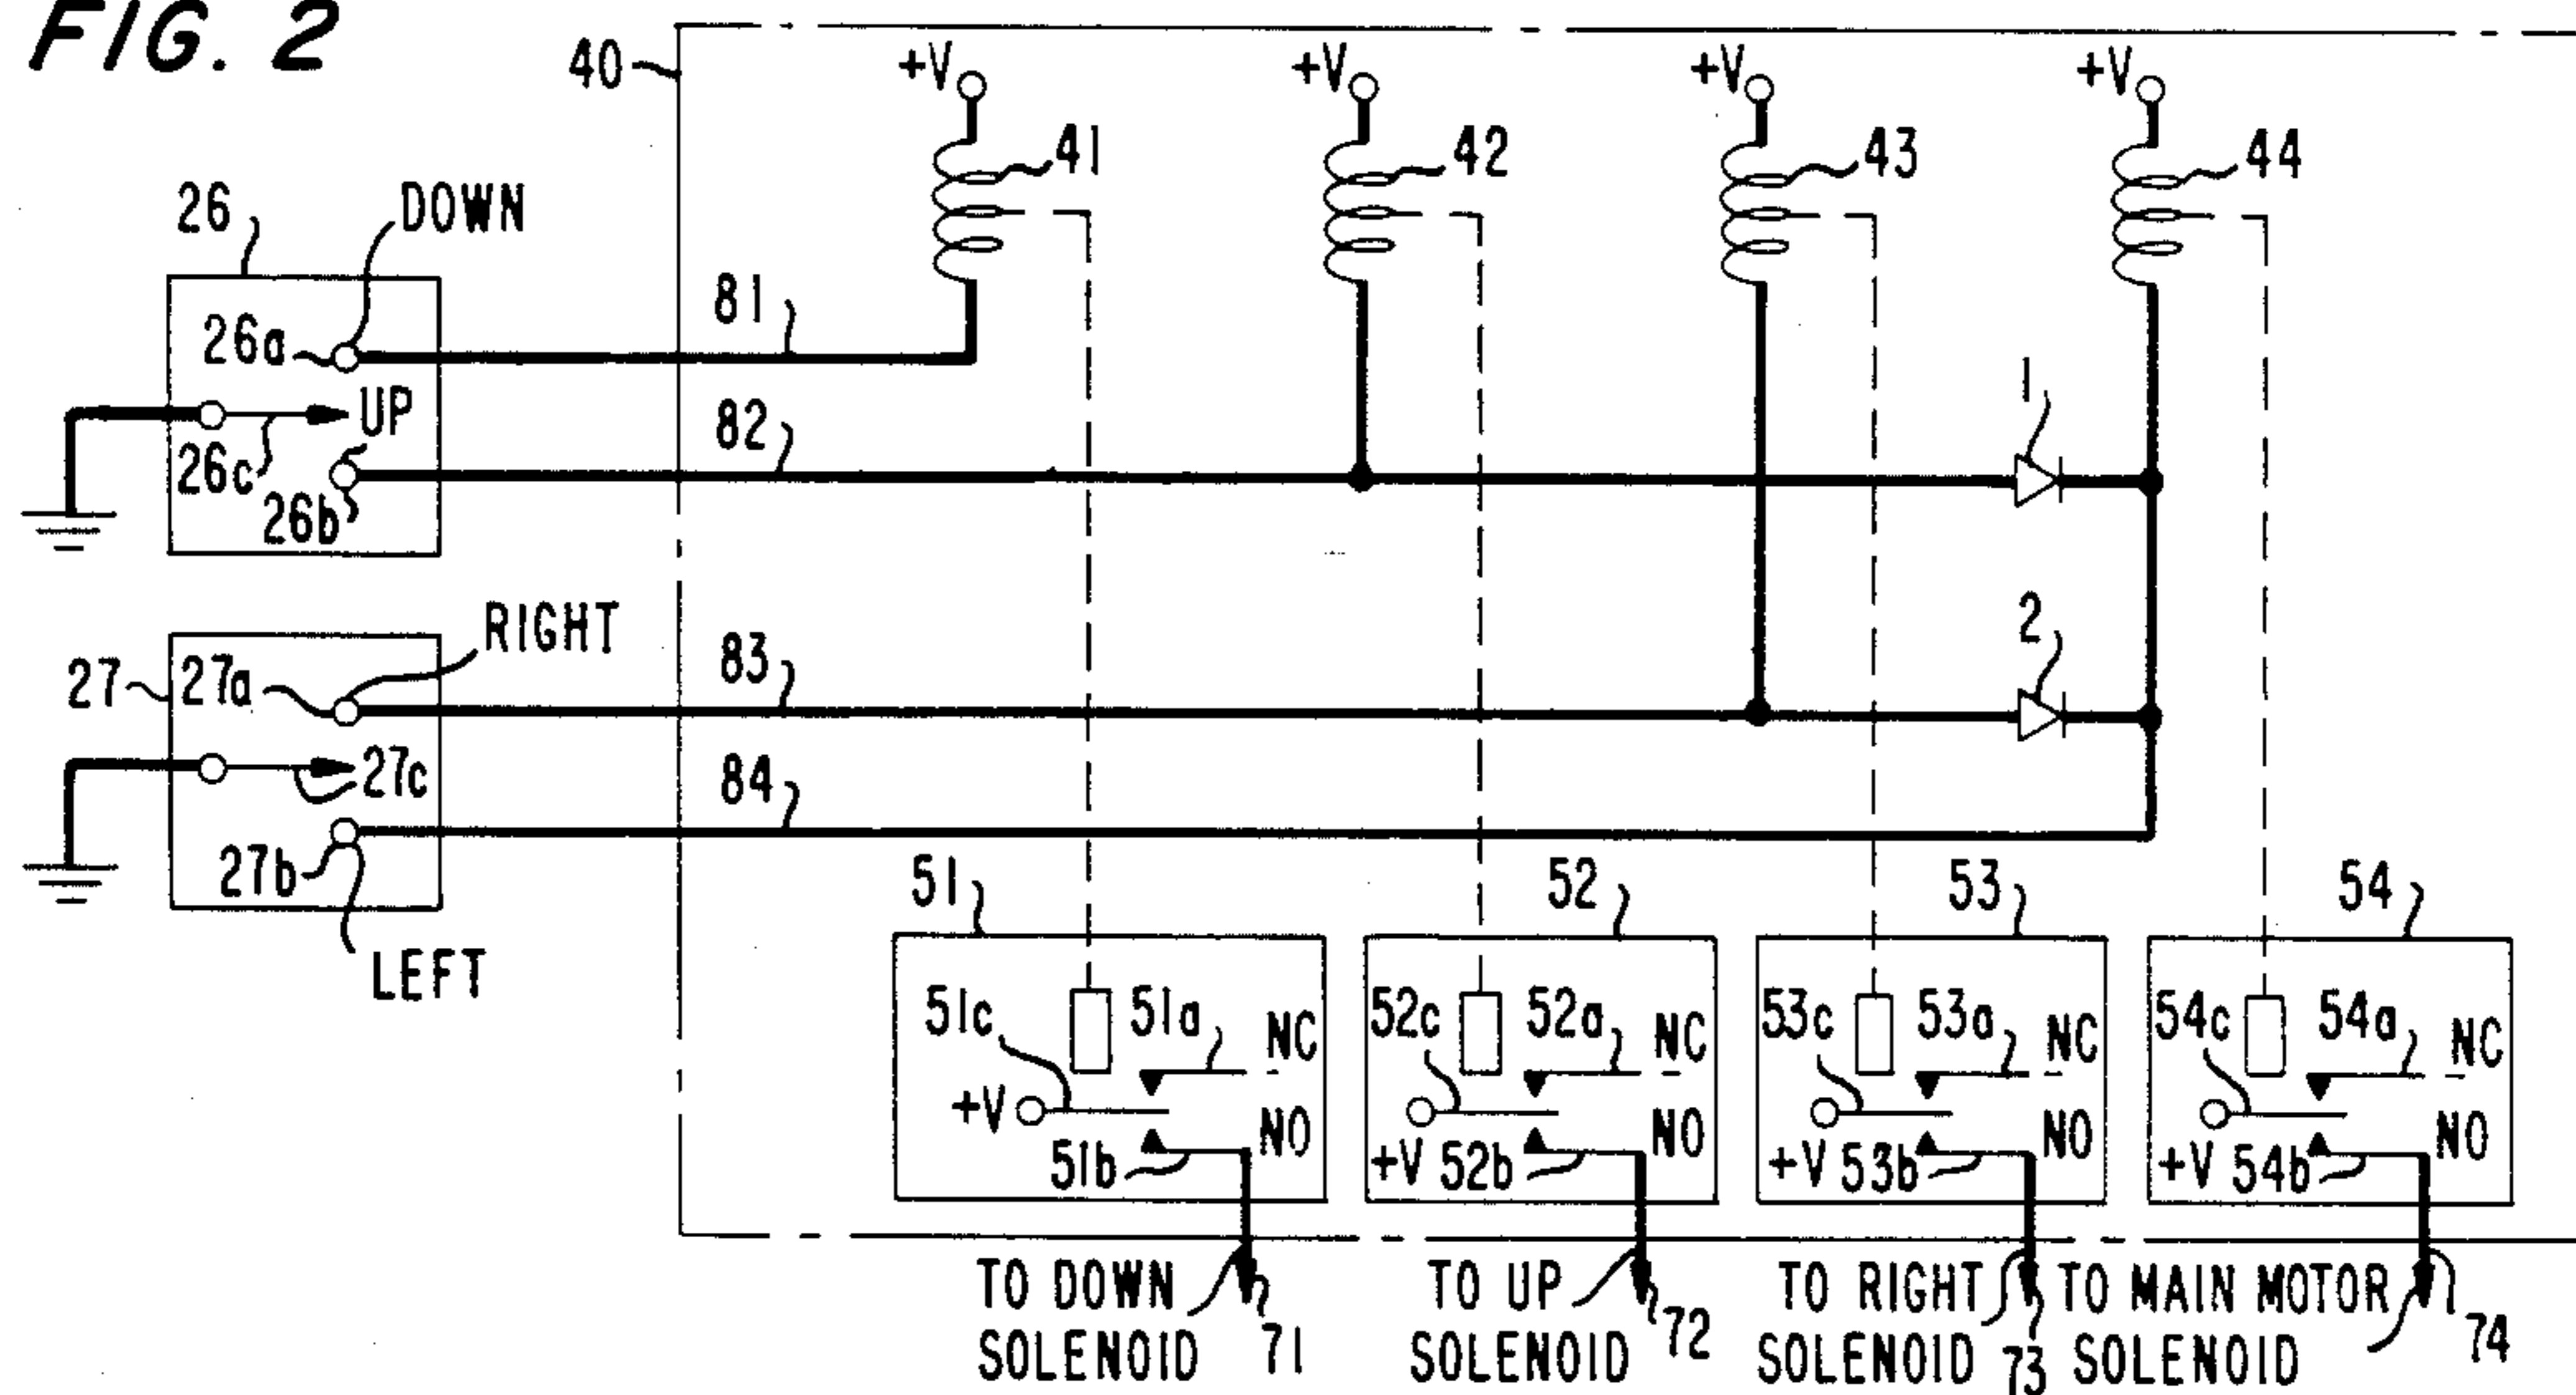 FIG. 2
40
+V
+V
+V
+V
41
42
43
44
26
DOWN
26a
81
UP
82
1
26c
26b
RIGHT
27
27a
83
2
27c
84
27b
LEFT
51
52
53
54
51c
51a
NC
52c
52a
NC
53c
53a
NC
54c
54a
NC
+V
NO
NO
NO
NO
51b
+V
52b
+V
53b
+V
54b
TO DOWN
SOLENOID
71
TO UP
SOLENOID
72
TO RIGHT
SOLENOID
73
TO MAIN MOTOR
SOLENOID
74